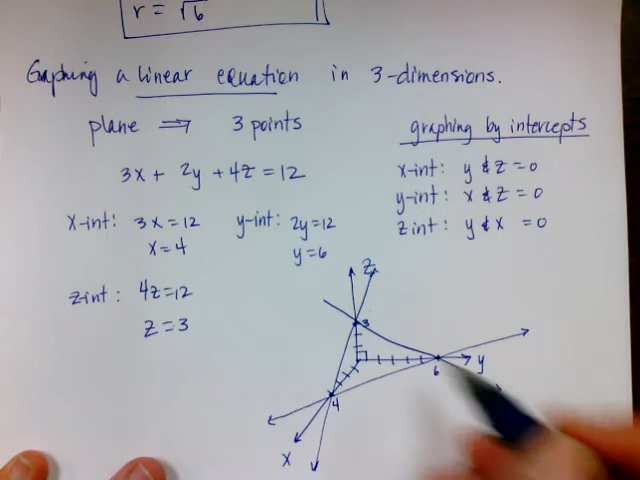 r = √6
Graphing a linear equation in 3-dimensions.
plane ⟹ 3 points
graphing by intercepts
3x + 2y + 4z = 12
x-int: y & z = 0
y-int: x & z = 0
z int: y & x = 0
x-int: 3x = 12
x = 4
y-int: 2y = 12
y = 6
z int: 4z = 12
z = 3
z
3
6
y
4
x